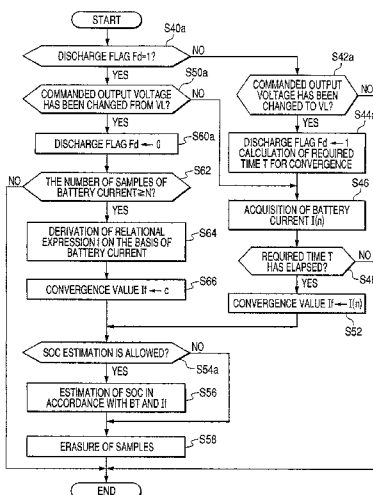 START
S40a
DISCHARGE FLAG Fd=1?
NO
YES
S50a
COMMANDED OUTPUT VOLTAGE
HAS BEEN CHANGED FROM VL?
NO
YES
S60a
DISCHARGE FLAG Fd ← 0
S62
NO
THE NUMBER OF SAMPLES OF
BATTERY CURRENT≥N?
YES
S64
DERIVATION OF RELATIONAL
EXPRESSION I ON THE BASIS OF
BATTERY CURRENT
S66
CONVERGENCE VALUE If ← c
S42a
COMMANDED OUTPUT
VOLTAGE HAS BEEN
CHANGED TO VL?
NO
YES
S44a
DISCHARGE FLAG Fd ← 1
CALCULATION OF REQUIRED
TIME T FOR CONVERGENCE
S46
ACQUISITION OF BATTERY
CURRENT I(n)
REQUIRED TIME T
HAS ELAPSED?
NO
YES
CONVERGENCE VALUE If ← I(n)
S52
SOC ESTIMATION IS ALLOWED?
NO
S54a
YES
S56
ESTIMATION OF SOC IN
ACCORDANCE WITH BT AND If
S58
ERASURE OF SAMPLES
END